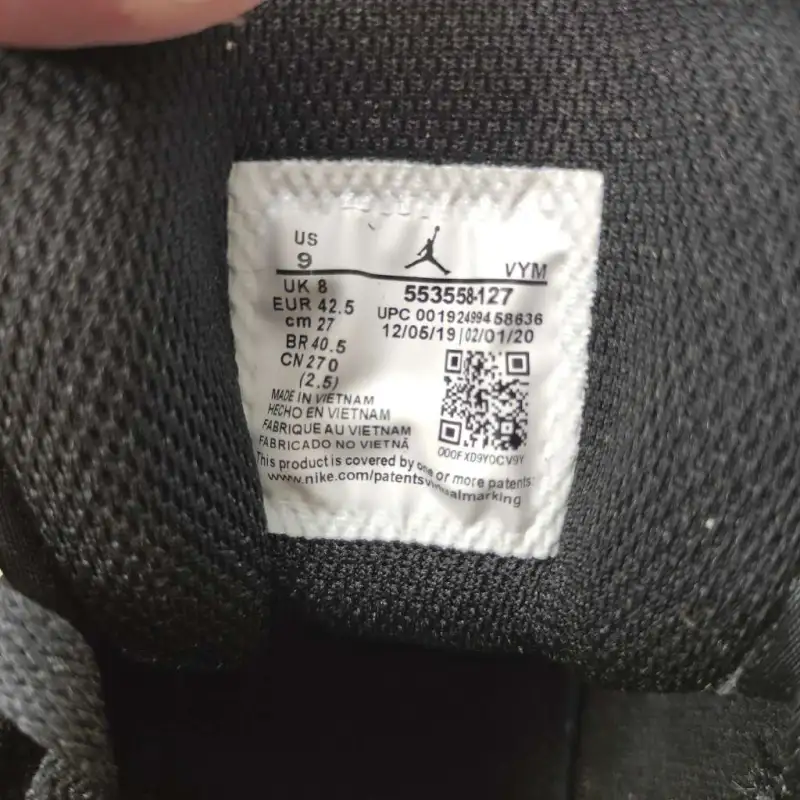 US
9
VYM
UK 8
EUR 42.5
cm 27
BR 40.5
CN 270
(2.5)
553558-127
UPC 00192499458636
12/05/19 | 02/01/20
000FXD9Y0CV9Y
MADE IN VIETNAM
HECHO EN VIETNAM
FABRIQUE AU VIETNAM
FABRICADO NO VIETNÃ
This product is covered by one or more patents:
www.nike.com/patentsvirtualmarking